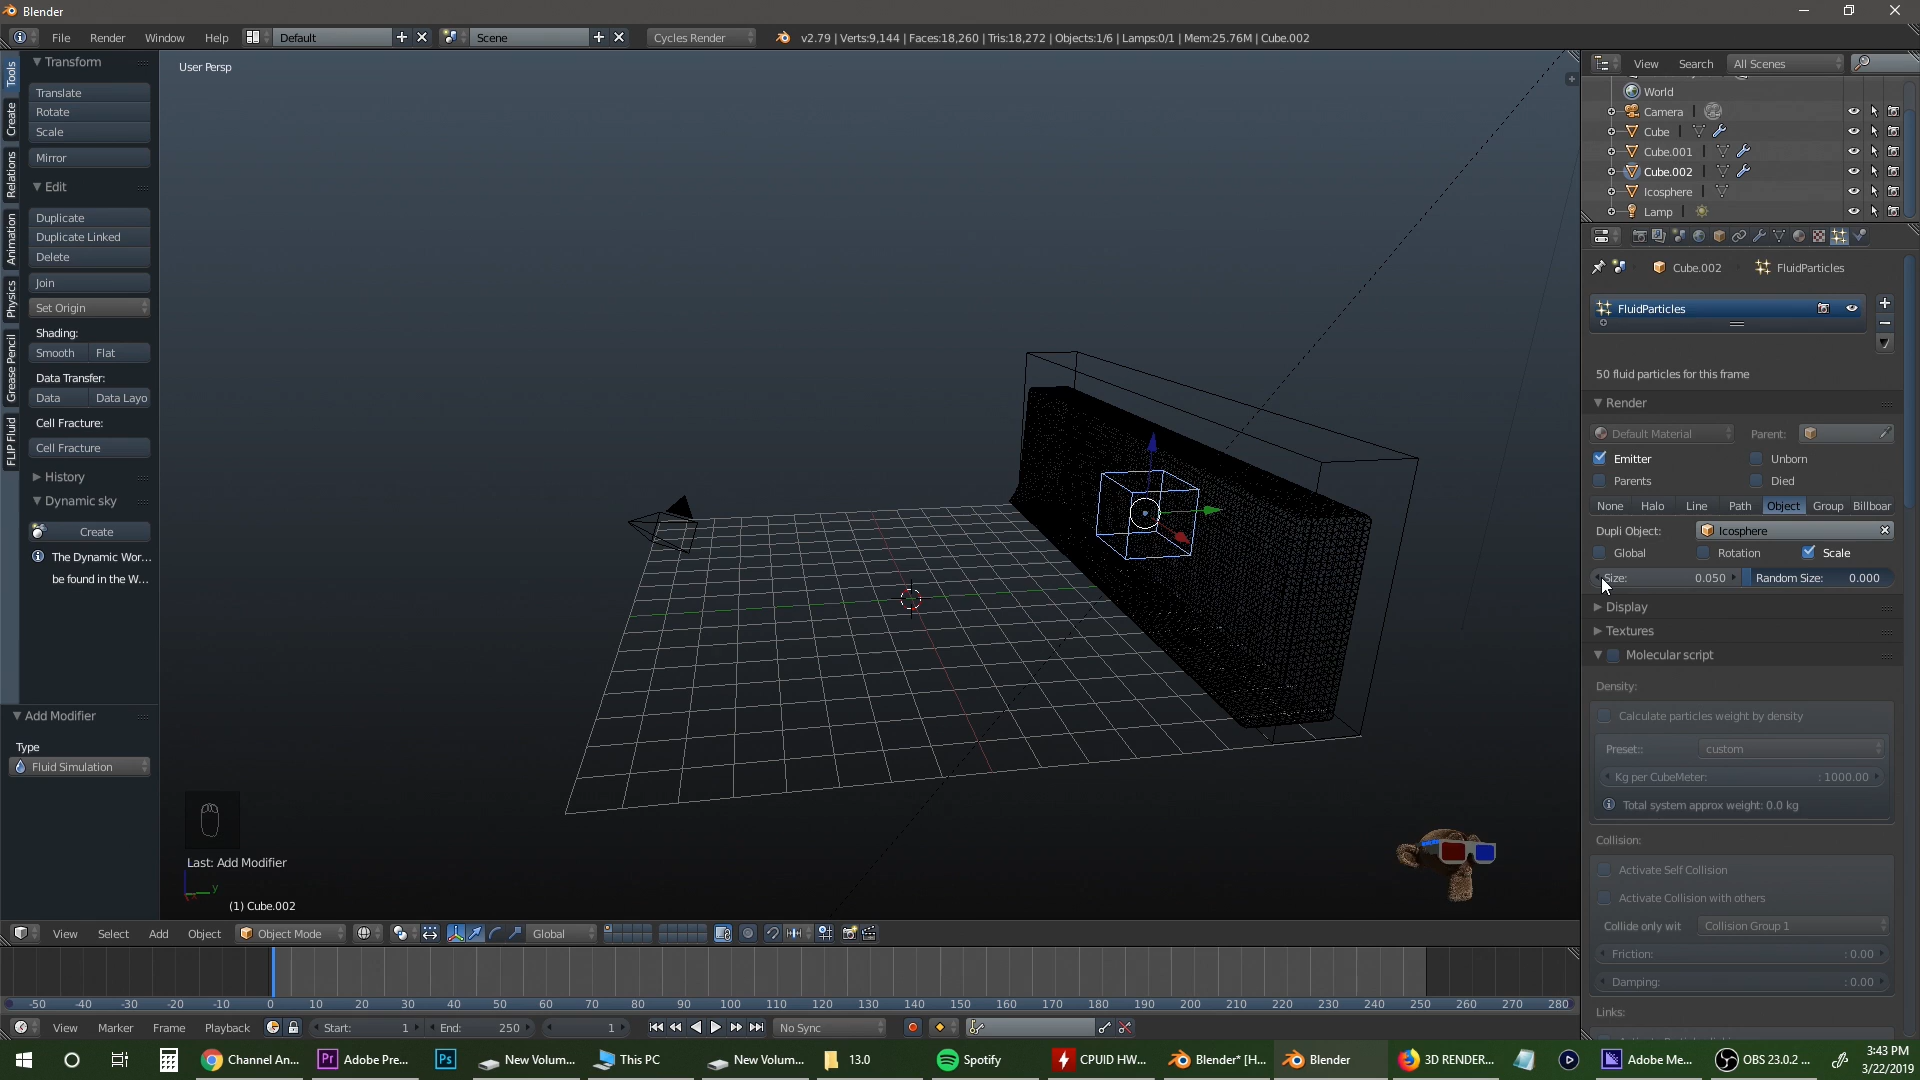 Blender
File Render Window Help Default Scene Cycles Render v2.79 | Verts:9,144 | Faces:18,260 | Tris:18,272 | Objects:1/6 | Lamps:0/1 | Mem:25.76M | Cube.002
Tools
Create
Relations
Animation
Physics
Grease Pencil
FLIP Fluid
Transform
Translate
Rotate
Scale
Mirror
Edit
Duplicate
Duplicate Linked
Delete
Join
Set Origin
Shading:
Smooth Flat
Data Transfer:
Data Data Layo
Cell Fracture:
Cell Fracture
History
Dynamic sky
Create
The Dynamic Wor...
be found in the W...
Add Modifier
Type
Fluid Simulation
User Persp
Last: Add Modifier
y
(1) Cube.002
View Search All Scenes
World
Camera
Cube
Cube.001
Cube.002
Icosphere
Lamp
Cube.002 FluidParticles
FluidParticles
50 fluid particles for this frame
Render
Default Material Parent:
Emitter Unborn
Parents Died
None Halo Line Path Object Group Billboar
Dupli Object: Icosphere
Global Rotation Scale
Size: 0.050 Random Size: 0.000
Display
Textures
Molecular script
Density:
Calculate particles weight by density
Preset:: custom
Kg per CubeMeter: : 1000.00
Total system approx weight: 0.0 kg
Collision:
Activate Self Collision
Activate Collision with others
Collide only wit Collision Group 1
Friction: : 0.00
Damping: : 0.00
Links:
View Select Add Object Object Mode Global
-50 -40 -30 -20 -10 0 10 20 30 40 50 60 70 80 90 100 110 120 130 140 150 160 170 180 190 200 210 220 230 240 250 260 270 280
View Marker Frame Playback Start: 1 End: 250 1 No Sync
Channel An... Adobe Pre... New Volum... This PC New Volum... 13.0 Spotify CPUID HW... Blender* [H... Blender 3D RENDER... Adobe Me... OBS 23.0.2 ... 3:43 PM
3/22/2019